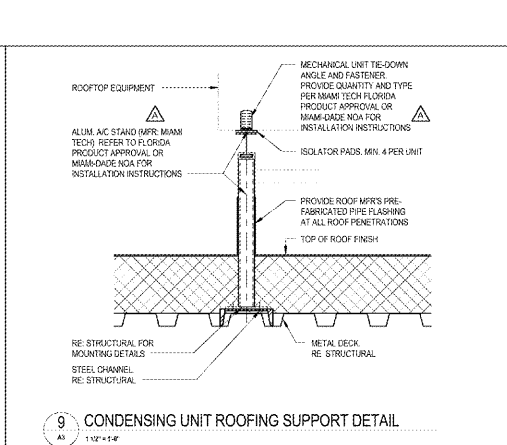 MECHANICAL UNIT TIE-DOWN
ANGLE AND FASTENER.
PROVIDE QUANTITY AND TYPE
PER MIAMI TECH FLORIDA
PRODUCT APPROVAL OR
MIAMI-DADE NOA FOR
INSTALLATION INSTRUCTIONS
A
ROOFTOP EQUIPMENT
A
ALUM. A/C STAND (MFR: MIAMI
TECH) REFER TO FLORIDA
PRODUCT APPROVAL OR
MIAMI-DADE NOA FOR
INSTALLATION INSTRUCTIONS
ISOLATOR PADS. MIN. 4 PER UNIT
PROVIDE ROOF MFR'S PRE-
FABRICATED PIPE FLASHING
AT ALL ROOF PENETRATIONS
TOP OF ROOF FINISH
RE: STRUCTURAL FOR
MOUNTING DETAILS
STEEL CHANNEL
RE: STRUCTURAL
METAL DECK.
RE STRUCTURAL
9 CONDENSING UNIT ROOFING SUPPORT DETAIL
A3 1 1/2" = 1'-0"